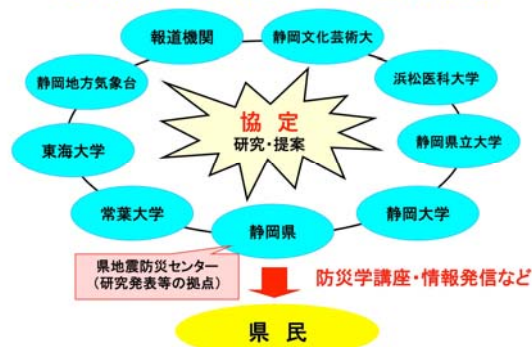 報道機関
静岡文化芸術大
静岡地方気象台
浜松医科大学
協定
研究・提案
東海大学
静岡県立大学
常葉大学
静岡大学
静岡県
県地震防災センター
(研究発表等の拠点)
防災学講座・情報発信など
県民